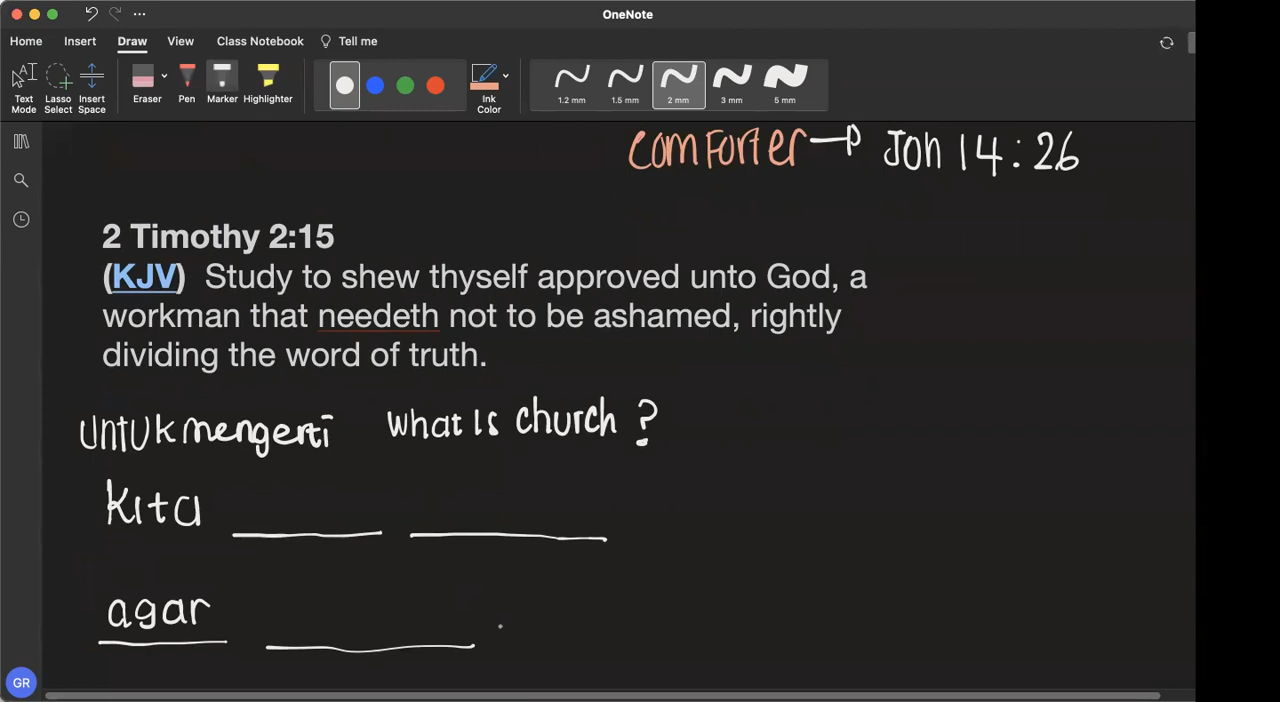 OneNote
Home Insert Draw View Class Notebook Tell me
Text Mode
Lasso Select
Insert Space
Eraser
Pen
Marker
Highlighter
Ink Color
1.2 mm
1.5 mm
2 mm
3 mm
5 mm
comForter → Joh 14:26
2 Timothy 2:15
(KJV) Study to shew thyself approved unto God, a
workman that needeth not to be ashamed, rightly
dividing the word of truth.
untuk mengerti what Is church ?
kita
agar
GR